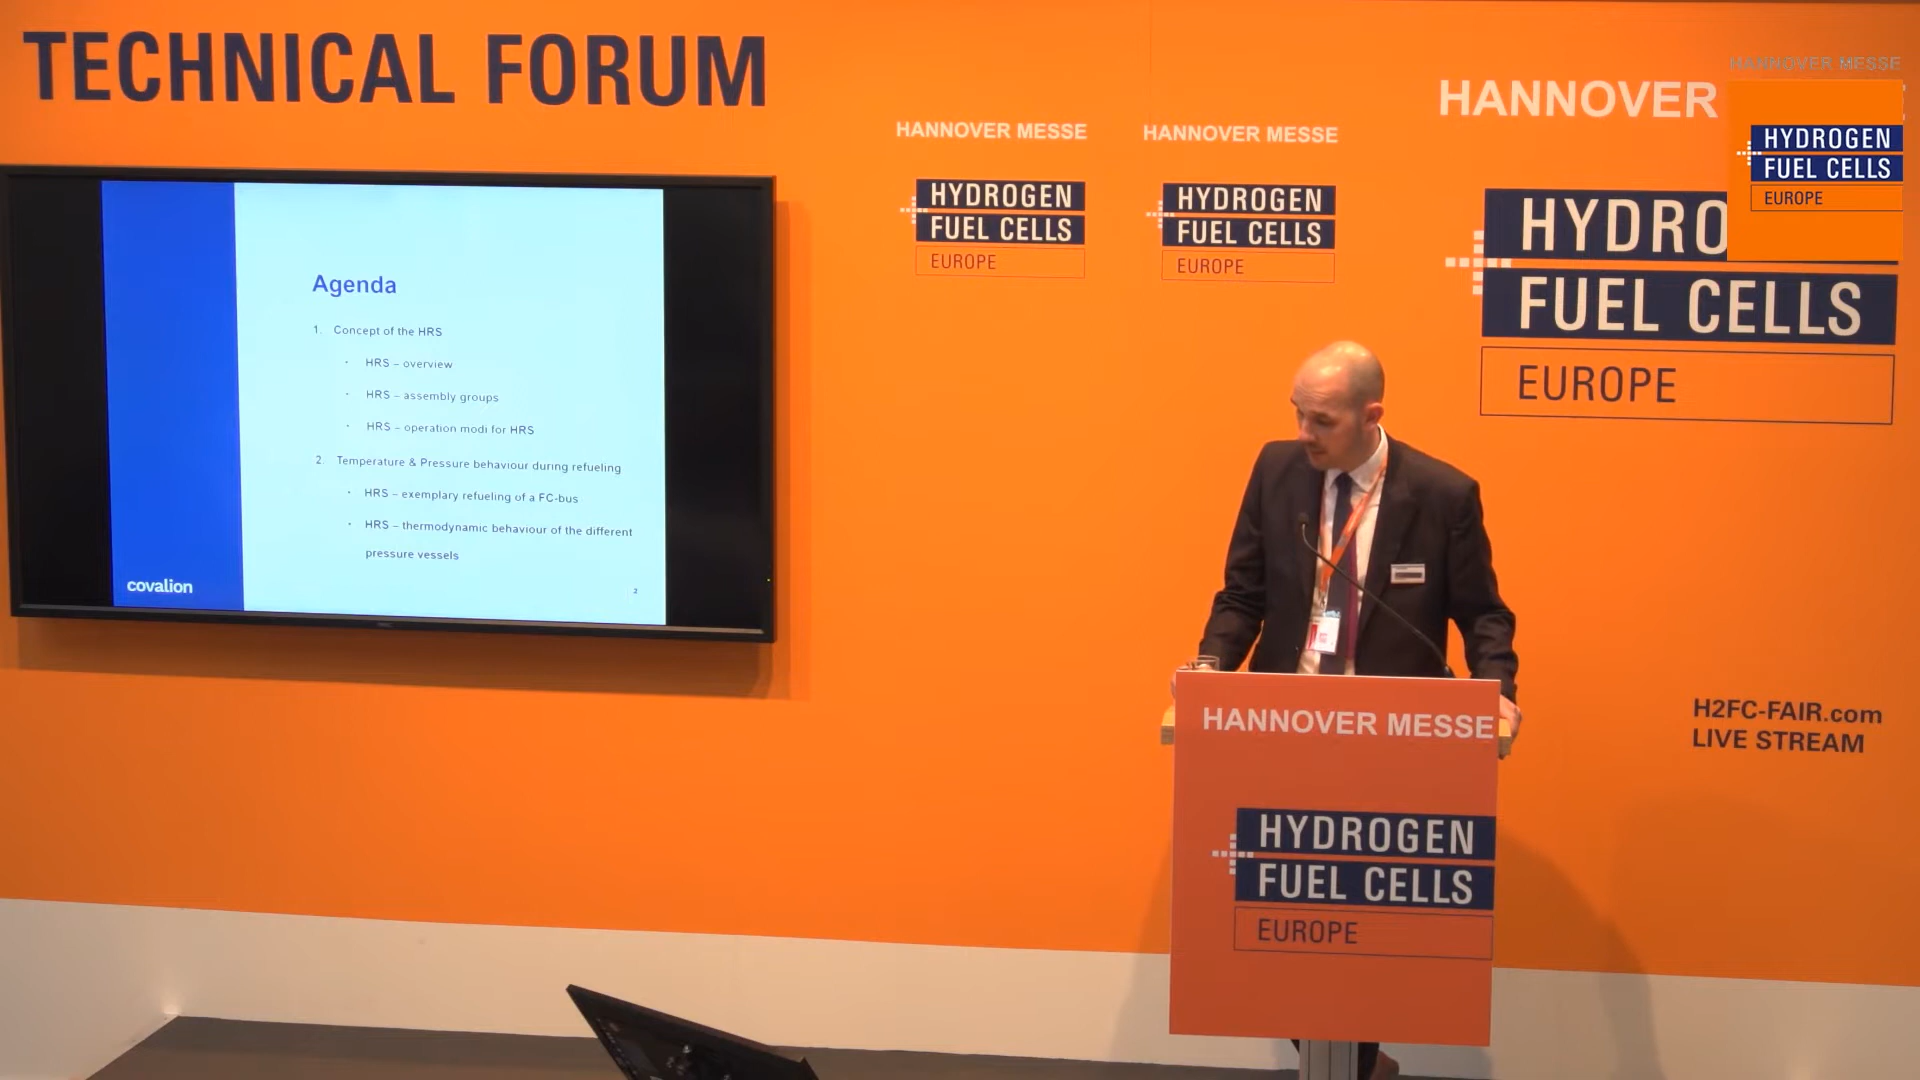 TECHNICAL FORUM
Agenda
1. Concept of the HRS
· HRS – overview
· HRS – assembly groups
· HRS – operation modi for HRS
2. Temperature & Pressure behaviour during refueling
· HRS – exemplary refueling of a FC-bus
· HRS – thermodynamic behaviour of the different
pressure vessels
covalion
2
HANNOVER MESSE
HYDROGEN
FUEL CELLS
EUROPE
HANNOVER MESSE
HYDROGEN
FUEL CELLS
EUROPE
HANNOVER
HYDRO
FUEL CELLS
EUROPE
HANNOVER MESSE
HYDROGEN
FUEL CELLS
EUROPE
H2FC-FAIR.com
LIVE STREAM
HANNOVER MESSE
HYDROGEN
FUEL CELLS
EUROPE